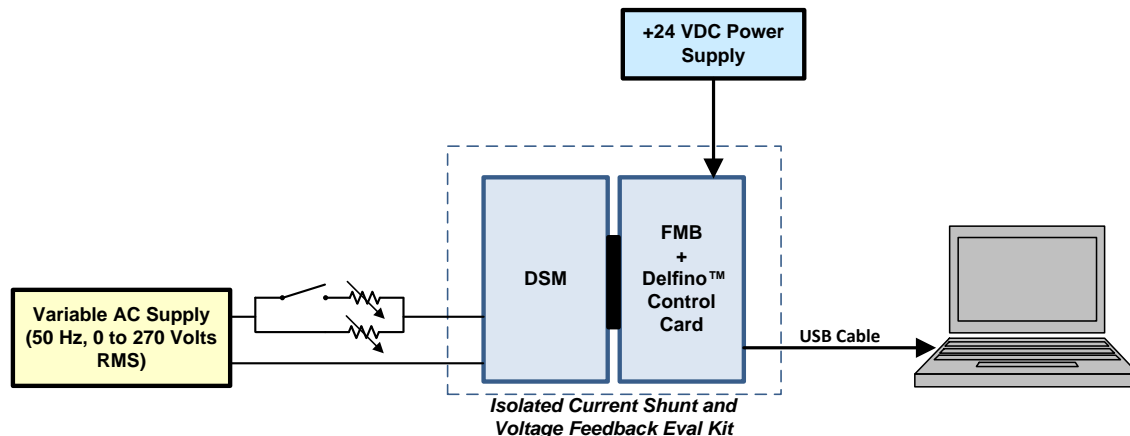 +24 VDC Power
Supply
DSM
FMB
+
Delfino™
Control
Card
Variable AC Supply
(50 Hz, 0 to 270 Volts
RMS)
USB Cable
Isolated Current Shunt and
Voltage Feedback Eval Kit